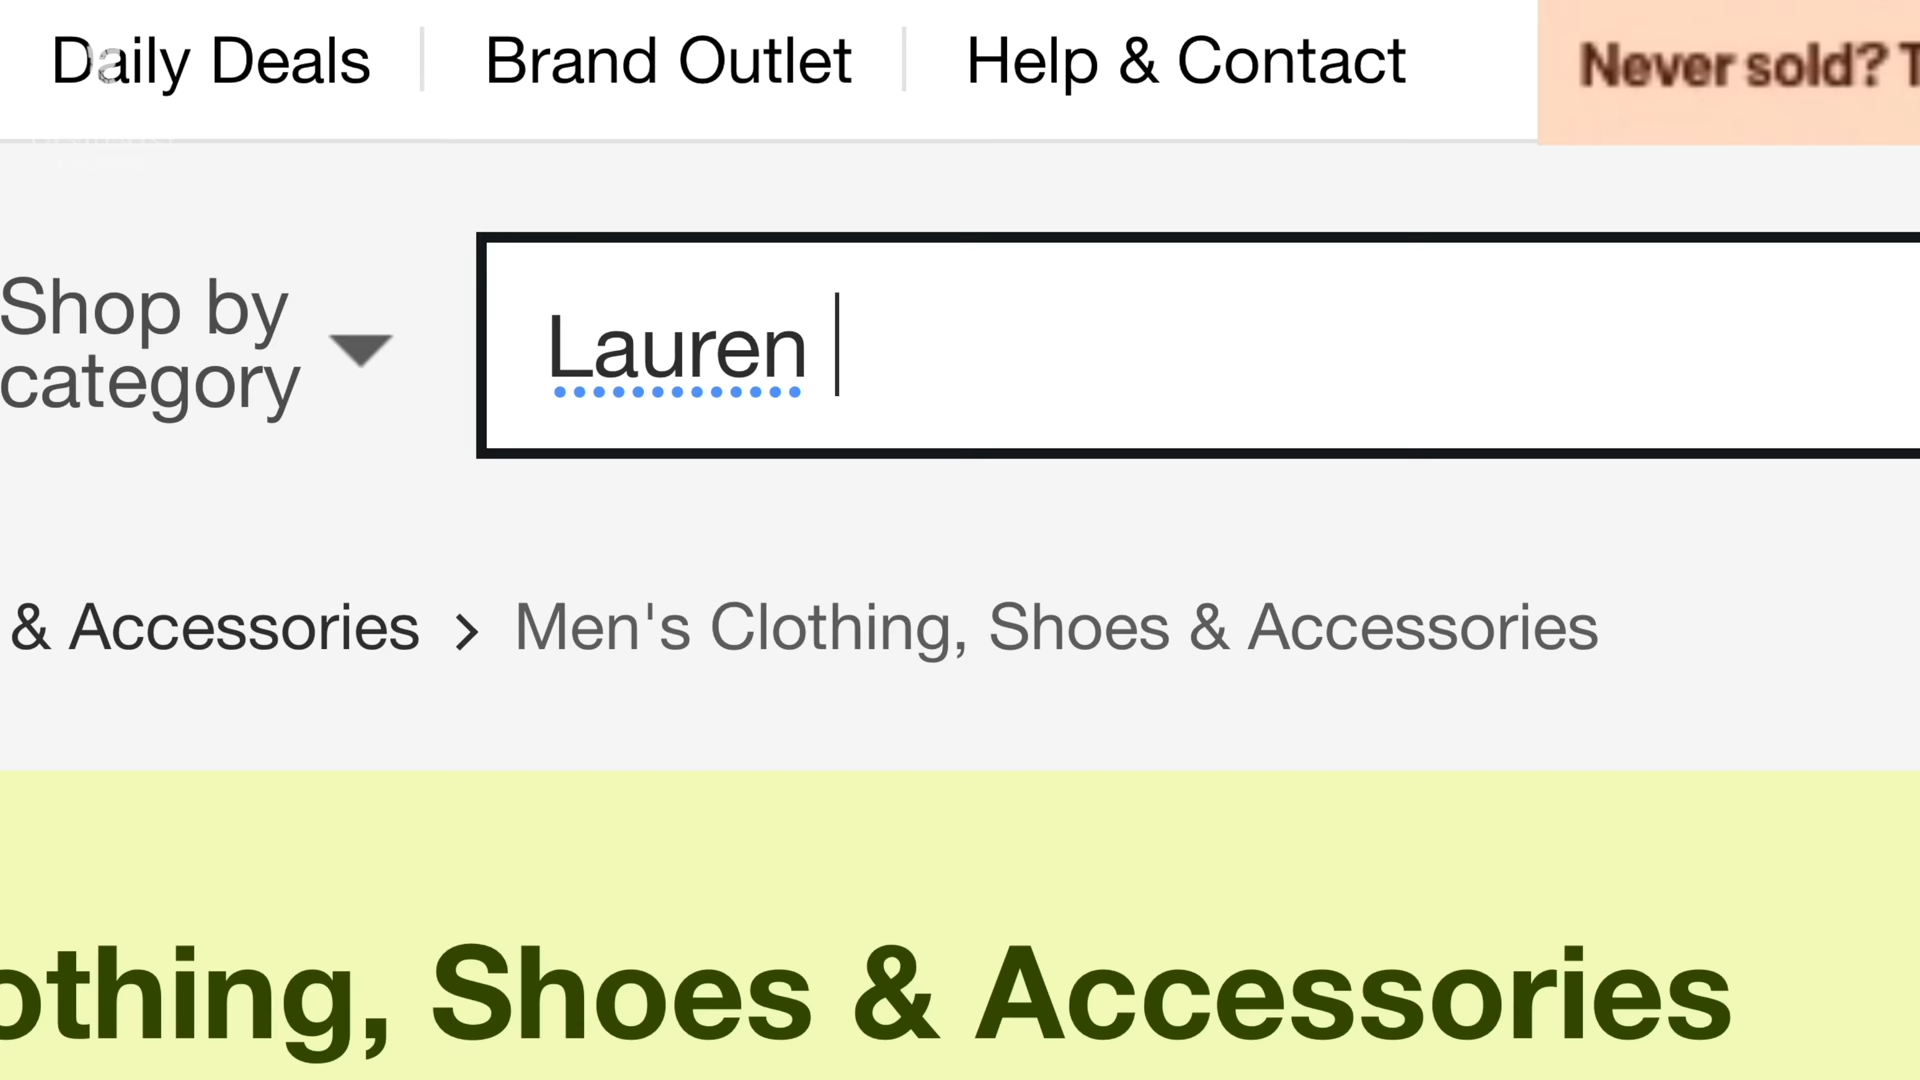 Daily Deals
Brand Outlet
Help & Contact
Never sold?
Shop by
category
Lauren
& Accessories > Men's Clothing, Shoes & Accessories
othing, Shoes & Accessories